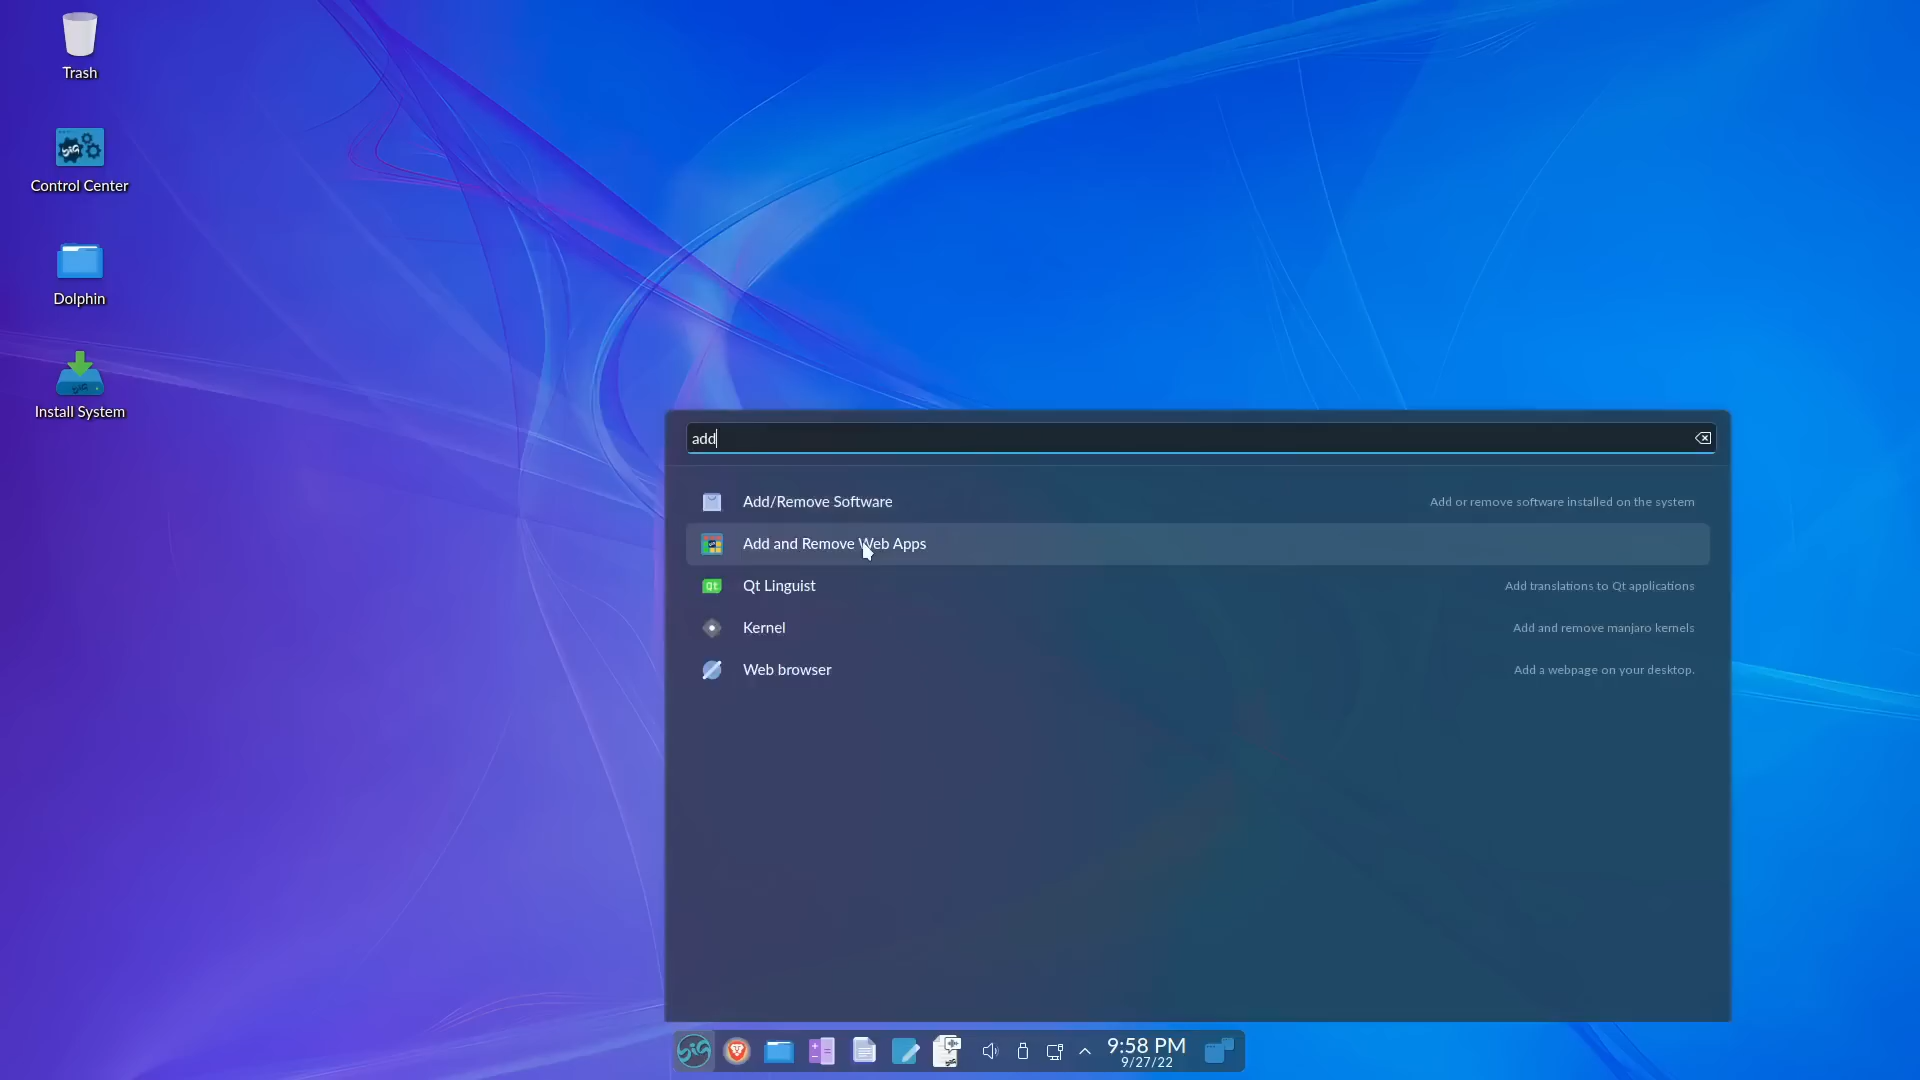 Trash
Control Center
Dolphin
Install System
add
Add/Remove Software
Add or remove software installed on the system
Add and Remove Web Apps
Qt Linguist
Add translations to Qt applications
Kernel
Add and remove manjaro kernels
Web browser
Add a webpage on your desktop.
9:58 PM
9/27/22